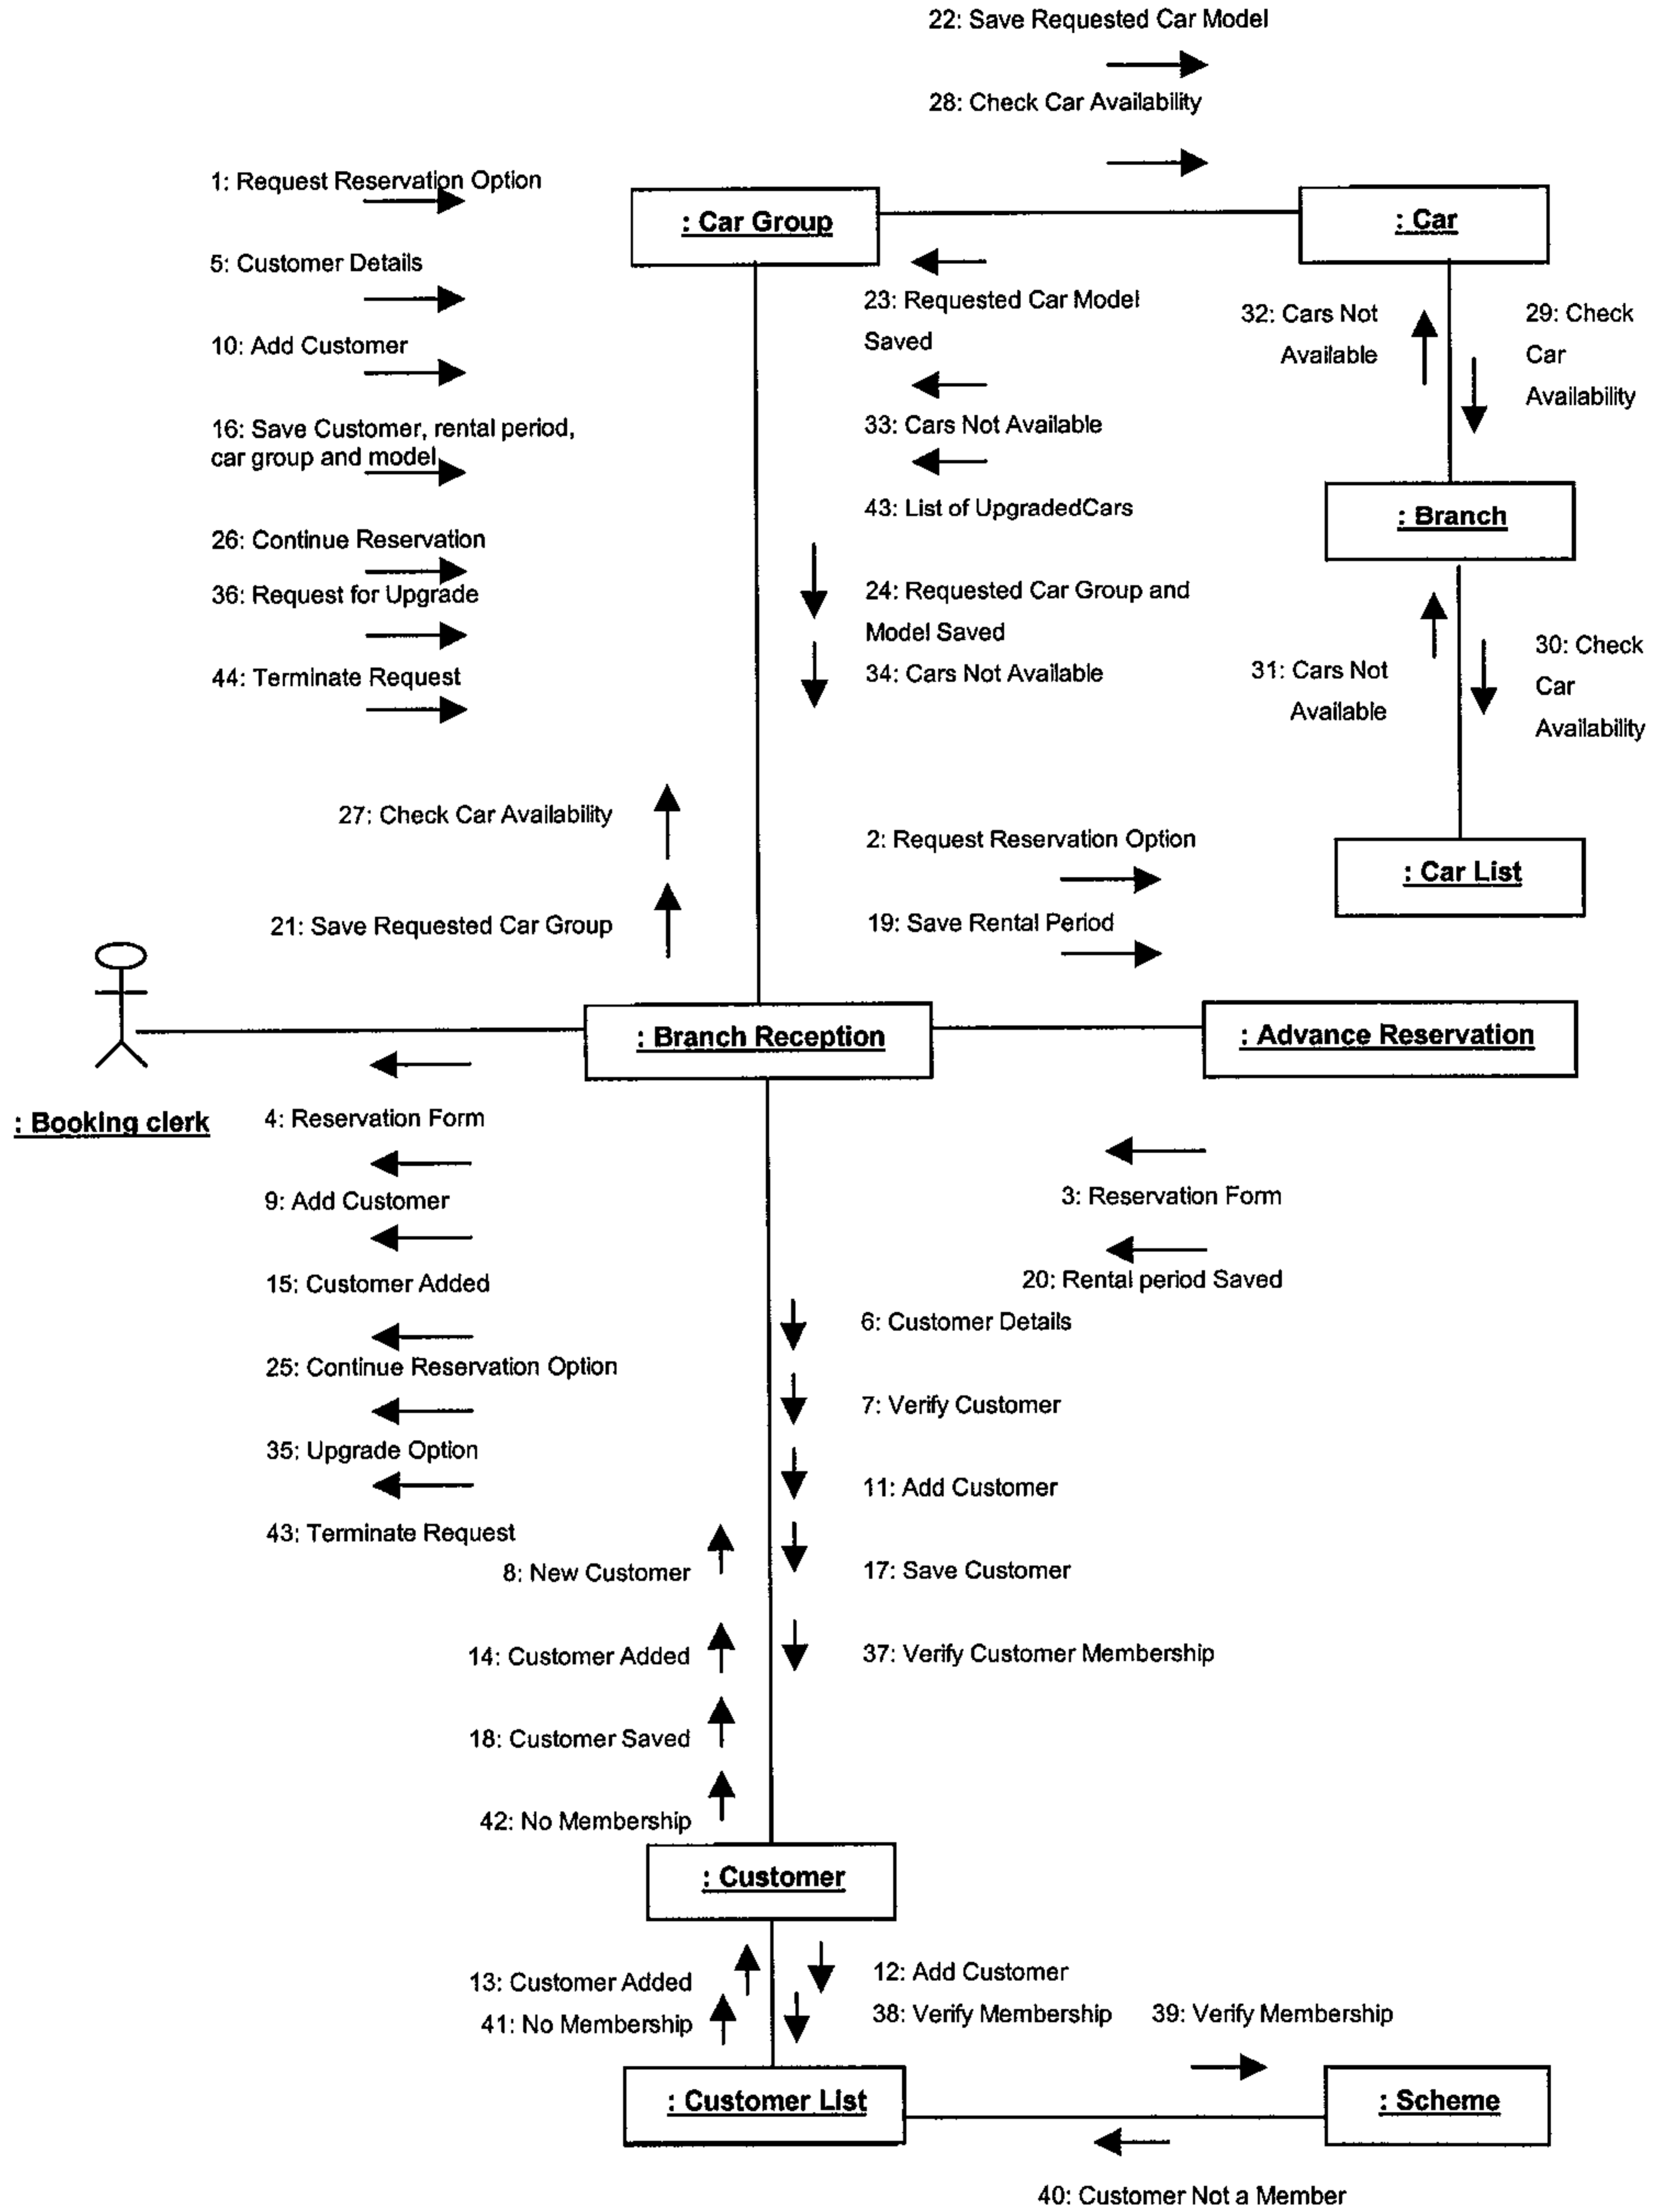 22: Save Requested Car Model
28: Check Car Availability
1: Request Reservation Option
: Car Group
: Car
5: Customer Details
23: Requested Car Model
Saved
32: Cars Not
Available
29: Check
Car
Availability
10: Add Customer
16: Save Customer, rental period,
car group and model
33: Cars Not Available
43: List of UpgradedCars
: Branch
26: Continue Reservation
36: Request for Upgrade
24: Requested Car Group and
Model Saved
44: Terminate Request
34: Cars Not Available
31: Cars Not
Available
30: Check
Car
Availability
27: Check Car Availability
2: Request Reservation Option
: Car List
21: Save Requested Car Group
19: Save Rental Period
: Branch Reception
: Advance Reservation
: Booking clerk
4: Reservation Form
9: Add Customer
3: Reservation Form
15: Customer Added
20: Rental period Saved
6: Customer Details
25: Continue Reservation Option
7: Verify Customer
35: Upgrade Option
11: Add Customer
43: Terminate Request
8: New Customer
17: Save Customer
14: Customer Added
37: Verify Customer Membership
18: Customer Saved
42: No Membership
: Customer
13: Customer Added
12: Add Customer
41: No Membership
38: Verify Membership
39: Verify Membership
: Customer List
: Scheme
40: Customer Not a Member